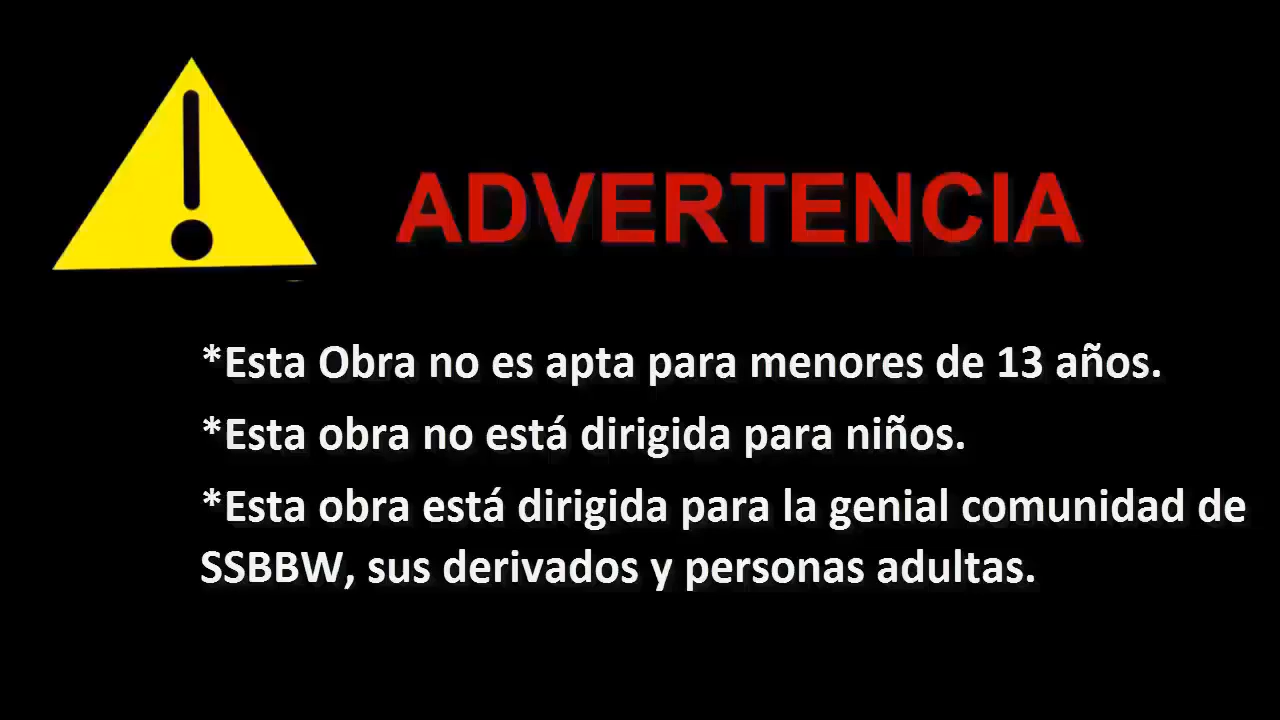 ADVERTENCIA
*Esta Obra no es apta para menores de 13 años.
*Esta obra no está dirigida para niños.
*Esta obra está dirigida para la genial comunidad de
SSBBW, sus derivados y personas adultas.